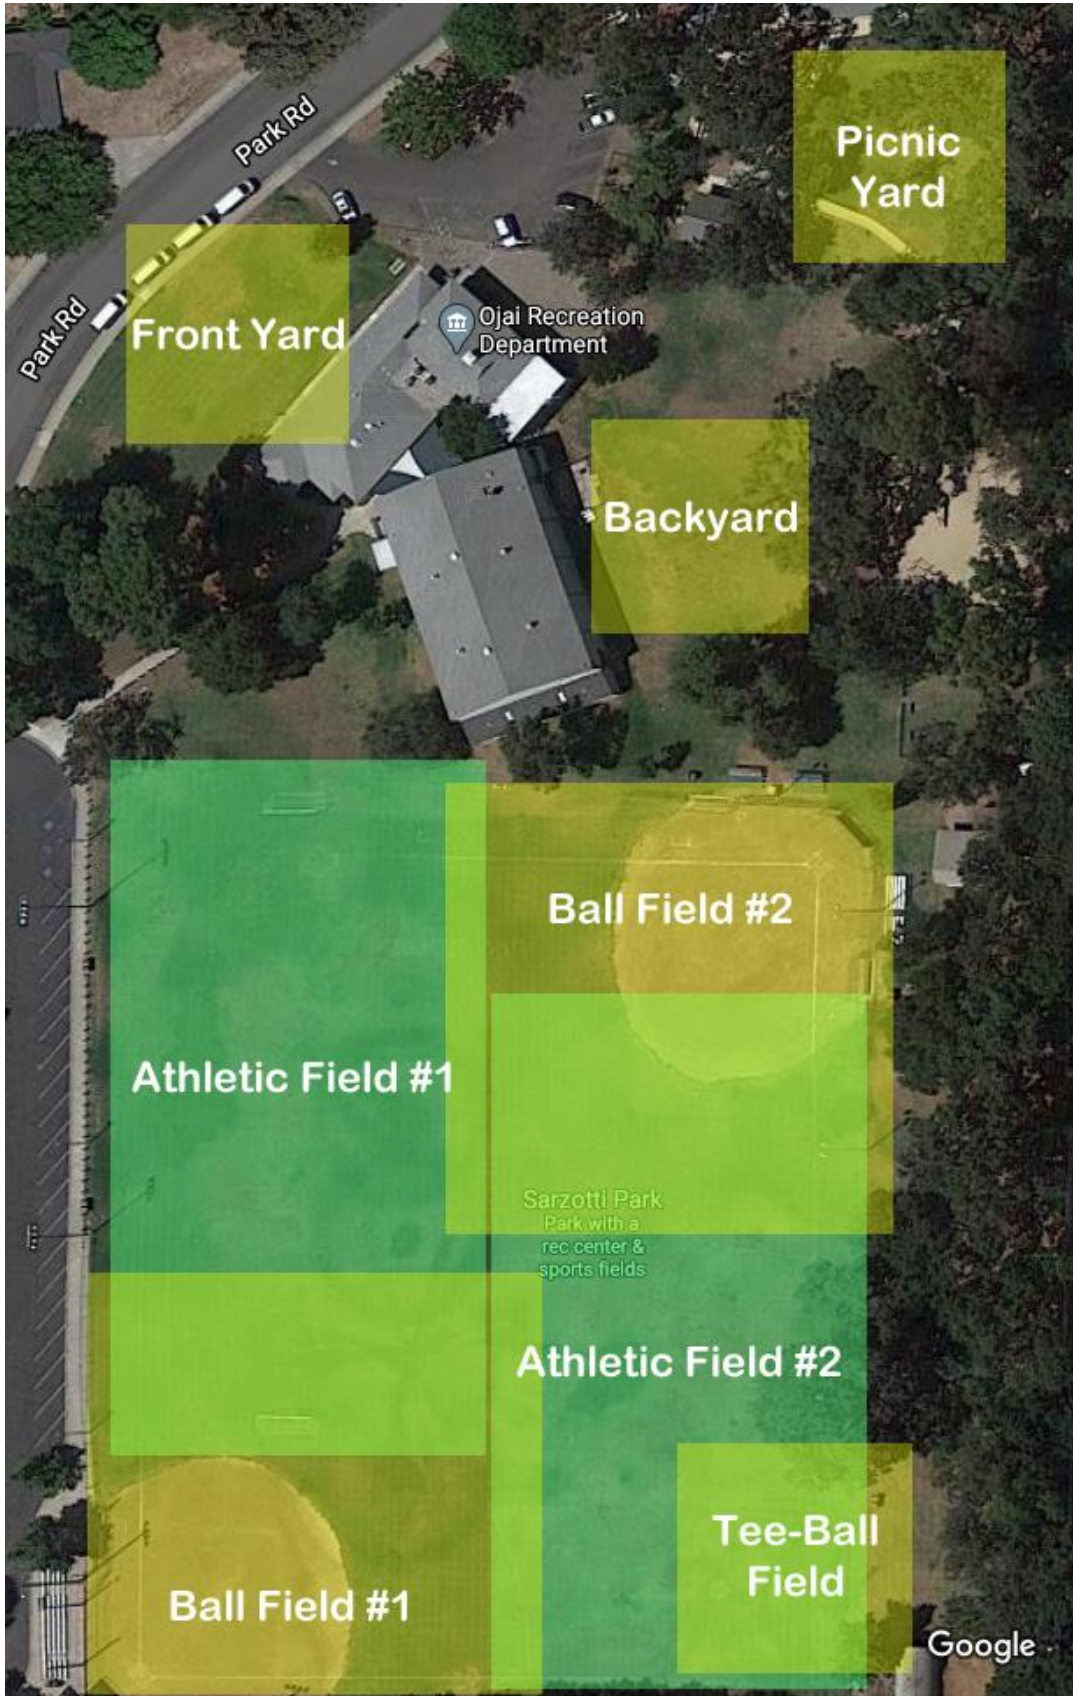 Park Rd
Picnic
Yard
Park Rd
Front Yard
Ojai Recreation
Department
Backyard
Ball Field #2
Athletic Field #1
Sarzotti Park
Park with a
rec center &
sports fields
Athletic Field #2
Tee-Ball
Field
Ball Field #1
Google